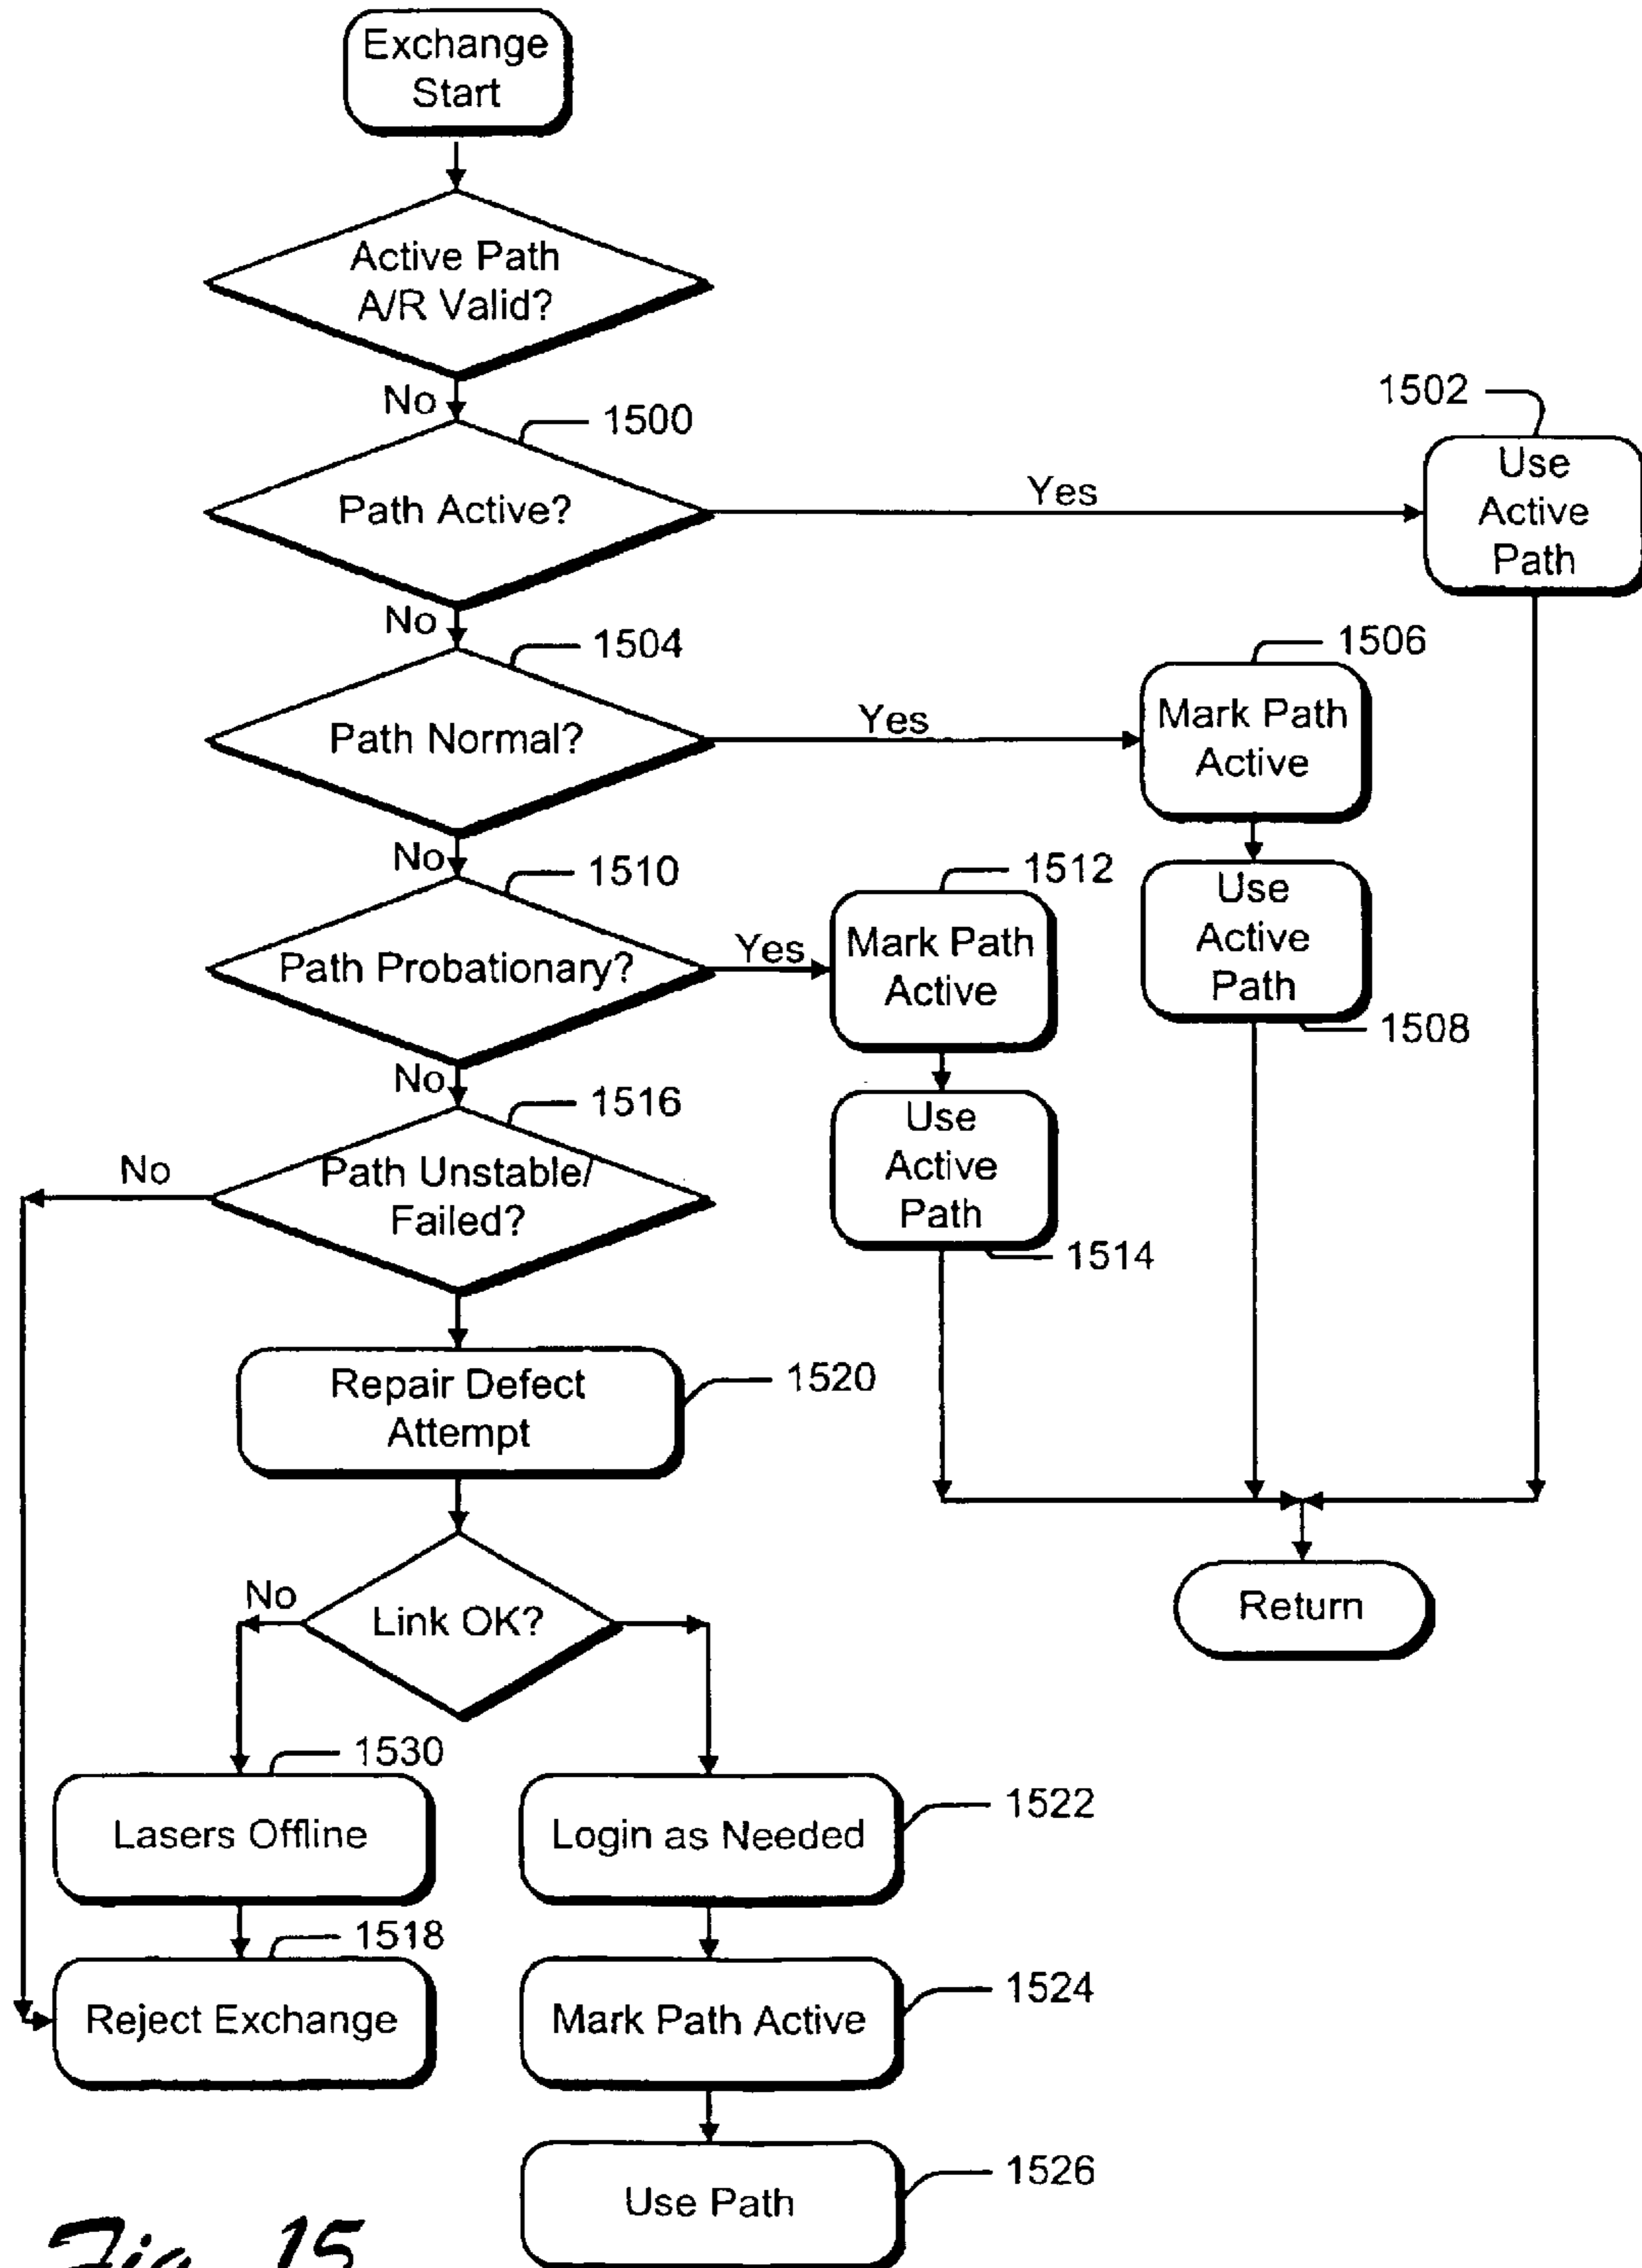 Exchange
Start
Active Path
A/R Valid?
No
1500
Path Active?
Yes
1502
Use
Active
Path
No
1504
Path Normal?
Yes
1506
Mark Path
Active
Use
Active
Path
1508
No
1510
Path Probationary?
Yes
1512
Mark Path
Active
Use
Active
Path
1514
No
1516
Path Unstable/
Failed?
No
Repair Defect
Attempt
1520
Link OK?
No
Return
1530
Lasers Offline
1522
Login as Needed
1518
Reject Exchange
1524
Mark Path Active
1526
Use Path
Fig. 15